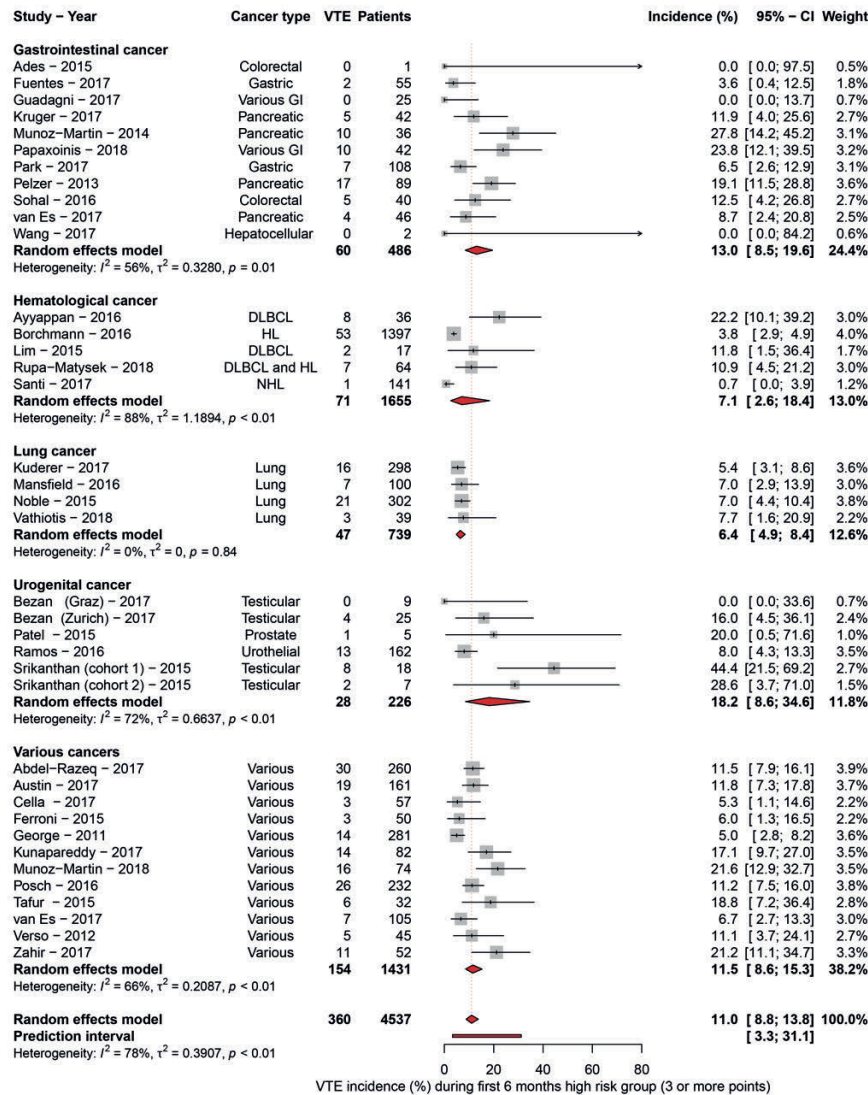 Study − Year Cancer type VTE Patients Incidence (%) 95% − CI Weight
Gastrointestinal cancer
Ades − 2015 Colorectal 0 1 0.0 [ 0.0; 97.5] 0.5%
Fuentes − 2017 Gastric 2 55 3.6 [ 0.4; 12.5] 1.8%
Guadagni − 2017 Various GI 0 25 0.0 [ 0.0; 13.7] 0.7%
Kruger − 2017 Pancreatic 5 42 11.9 [ 4.0; 25.6] 2.7%
Munoz−Martin − 2014 Pancreatic 10 36 27.8 [14.2; 45.2] 3.1%
Papaxoinis − 2018 Various GI 10 42 23.8 [12.1; 39.5] 3.2%
Park − 2017 Gastric 7 108 6.5 [ 2.6; 12.9] 3.1%
Pelzer − 2013 Pancreatic 17 89 19.1 [11.5; 28.8] 3.6%
Sohal − 2016 Colorectal 5 40 12.5 [ 4.2; 26.8] 2.7%
van Es − 2017 Pancreatic 4 46 8.7 [ 2.4; 20.8] 2.5%
Wang − 2017 Hepatocellular 0 2 0.0 [ 0.0; 84.2] 0.6%
Random effects model 60 486 13.0 [ 8.5; 19.6] 24.4%
Heterogeneity: I² = 56%, τ² = 0.3280, p = 0.01
Hematological cancer
Ayyappan − 2016 DLBCL 8 36 22.2 [10.1; 39.2] 3.0%
Borchmann − 2016 HL 53 1397 3.8 [ 2.9; 4.9] 4.0%
Lim − 2015 DLBCL 2 17 11.8 [ 1.5; 36.4] 1.7%
Rupa−Matysek − 2018 DLBCL and HL 7 64 10.9 [ 4.5; 21.2] 3.0%
Santi − 2017 NHL 1 141 0.7 [ 0.0; 3.9] 1.2%
Random effects model 71 1655 7.1 [ 2.6; 18.4] 13.0%
Heterogeneity: I² = 88%, τ² = 1.1894, p < 0.01
Lung cancer
Kuderer − 2017 Lung 16 298 5.4 [ 3.1; 8.6] 3.6%
Mansfield − 2016 Lung 7 100 7.0 [ 2.9; 13.9] 3.0%
Noble − 2015 Lung 21 302 7.0 [ 4.4; 10.4] 3.8%
Vathiotis − 2018 Lung 3 39 7.7 [ 1.6; 20.9] 2.2%
Random effects model 47 739 6.4 [ 4.9; 8.4] 12.6%
Heterogeneity: I² = 0%, τ² = 0, p = 0.84
Urogenital cancer
Bezan (Graz) − 2017 Testicular 0 9 0.0 [ 0.0; 33.6] 0.7%
Bezan (Zurich) − 2017 Testicular 4 25 16.0 [ 4.5; 36.1] 2.4%
Patel − 2015 Prostate 1 5 20.0 [ 0.5; 71.6] 1.0%
Ramos − 2016 Urothelial 13 162 8.0 [ 4.3; 13.3] 3.5%
Srikanthan (cohort 1) − 2015 Testicular 8 18 44.4 [21.5; 69.2] 2.7%
Srikanthan (cohort 2) − 2015 Testicular 2 7 28.6 [ 3.7; 71.0] 1.5%
Random effects model 28 226 18.2 [ 8.6; 34.6] 11.8%
Heterogeneity: I² = 72%, τ² = 0.6637, p < 0.01
Various cancers
Abdel−Razeq − 2017 Various 30 260 11.5 [ 7.9; 16.1] 3.9%
Austin − 2017 Various 19 161 11.8 [ 7.3; 17.8] 3.7%
Cella − 2017 Various 3 57 5.3 [ 1.1; 14.6] 2.2%
Ferroni − 2015 Various 3 50 6.0 [ 1.3; 16.5] 2.2%
George − 2011 Various 14 281 5.0 [ 2.8; 8.2] 3.6%
Kunapareddy − 2017 Various 14 82 17.1 [ 9.7; 27.0] 3.5%
Munoz−Martin − 2018 Various 16 74 21.6 [12.9; 32.7] 3.5%
Posch − 2016 Various 26 232 11.2 [ 7.5; 16.0] 3.8%
Tafur − 2015 Various 6 32 18.8 [ 7.2; 36.4] 2.8%
van Es − 2017 Various 7 105 6.7 [ 2.7; 13.3] 3.0%
Verso − 2012 Various 5 45 11.1 [ 3.7; 24.1] 2.7%
Zahir − 2017 Various 11 52 21.2 [11.1; 34.7] 3.3%
Random effects model 154 1431 11.5 [ 8.6; 15.3] 38.2%
Heterogeneity: I² = 66%, τ² = 0.2087, p < 0.01
Random effects model 360 4537 11.0 [ 8.8; 13.8] 100.0%
Prediction interval [ 3.3; 31.1]
Heterogeneity: I² = 78%, τ² = 0.3907, p < 0.01
0 20 40 60 80
VTE incidence (%) during first 6 months high risk group (3 or more points)